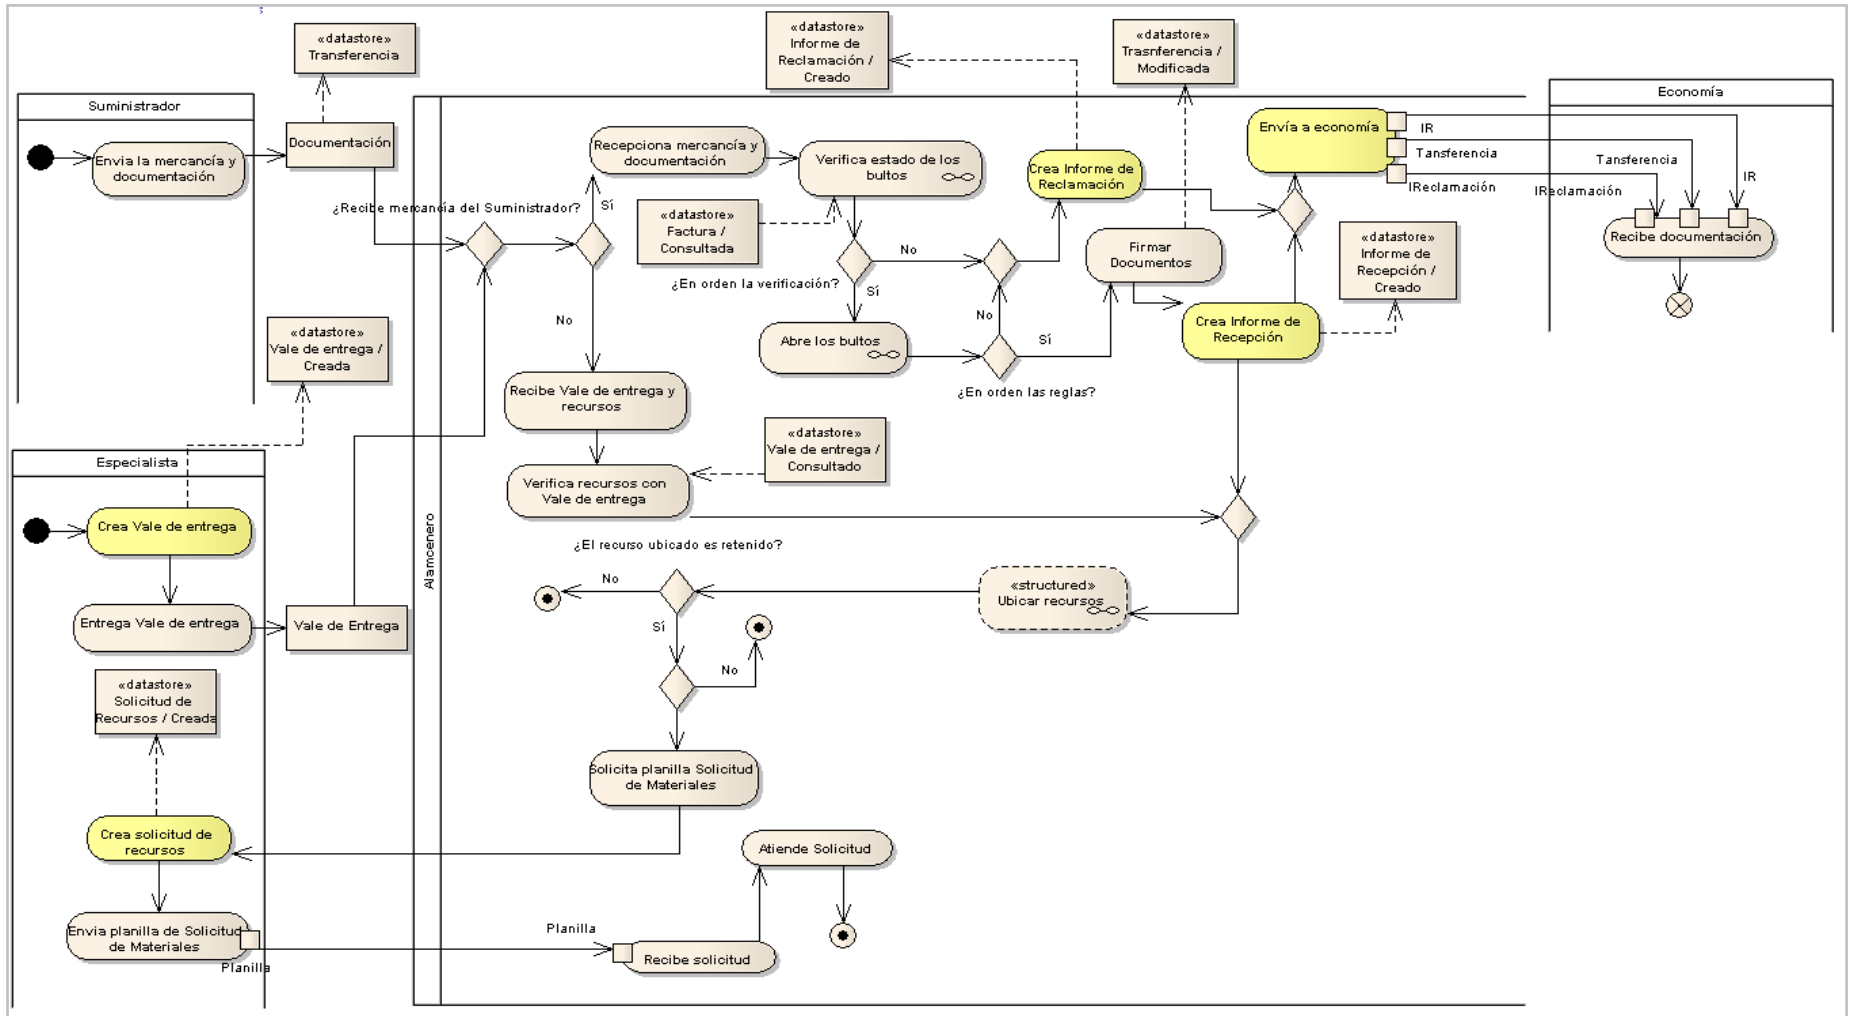 «datastore»
Transferencia
«datastore»
Informe de
Reclamación /
Creado
«datastore»
Trasnferencia /
Modificada
Suministrador
Economía
Envia la mercancía y
documentación
Documentación
Recepciona mercancía y
documentación
Verifica estado de los
bultos
Crea Informe de
Reclamación
Envía a economía
IR
Tansferencia
IReclamación
Tansferencia
IR
IReclamación
Recibe documentación
¿Recibe mercancía del Suministrador?
Sí
«datastore»
Factura /
Consultada
¿En orden la verificación?
No
Sí
Firmar
Documentos
«datastore»
Informe de
Recepción /
Creado
No
Abre los bultos
No
Sí
¿En orden las reglas?
Crea Informe de
Recepción
«datastore»
Vale de entrega /
Creada
Recibe Vale de entrega y
recursos
«datastore»
Vale de entrega /
Consultado
Verifica recursos con
Vale de entrega
Especialista
Crea Vale de entrega
Entrega Vale de entrega
Vale de Entrega
Alamcenero
¿El recurso ubicado es retenido?
No
Sí
No
«structured»
Ubicar recursos
«datastore»
Solicitud de
Recursos / Creada
Solicita planilla Solicitud
de Materiales
Crea solicitud de
recursos
Atiende Solicitud
Envia planilla de Solicitud
de Materiales
Planilla
Planilla
Recibe solicitud